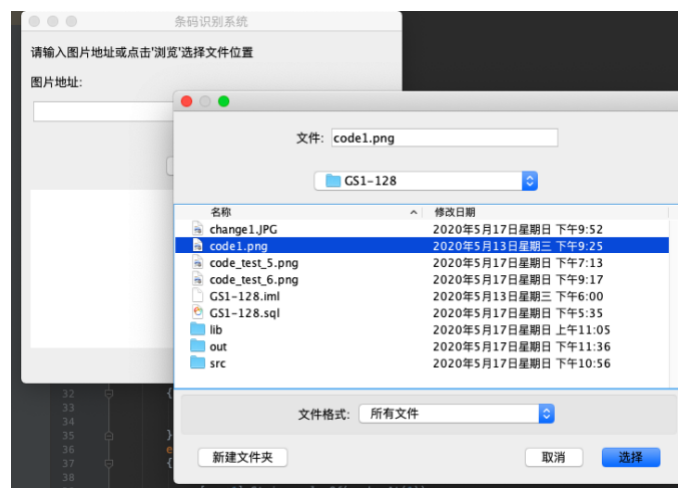 条码识别系统
请输入图片地址或点击'浏览'选择文件位置
图片地址:
文件: code1.png
GS1-128
名称 修改日期
change1.JPG 2020年5月17日星期日 下午9:52
code1.png 2020年5月13日星期三 下午9:25
code_test_5.png 2020年5月17日星期日 下午7:13
code_test_6.png 2020年5月17日星期日 下午9:17
GS1-128.iml 2020年5月13日星期三 下午6:00
GS1-128.sql 2020年5月17日星期日 下午5:35
lib 2020年5月17日星期日 上午11:05
out 2020年5月17日星期日 下午11:36
src 2020年5月17日星期日 下午10:56
文件格式: 所有文件
新建文件夹 取消 选择
32 {
33
34
35 }
36 e
37 {
38